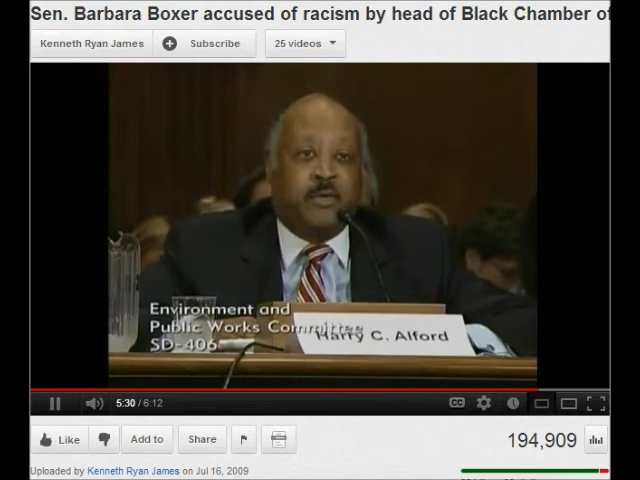 Sen. Barbara Boxer accused of racism by head of Black Chamber of
Kenneth Ryan James
Subscribe
25 videos
Environment and
Public Works Committee
SD-406
Harry C. Alford
5:30 / 6:12
CC
Like
Add to
Share
194,909
Uploaded by Kenneth Ryan James on Jul 16, 2009